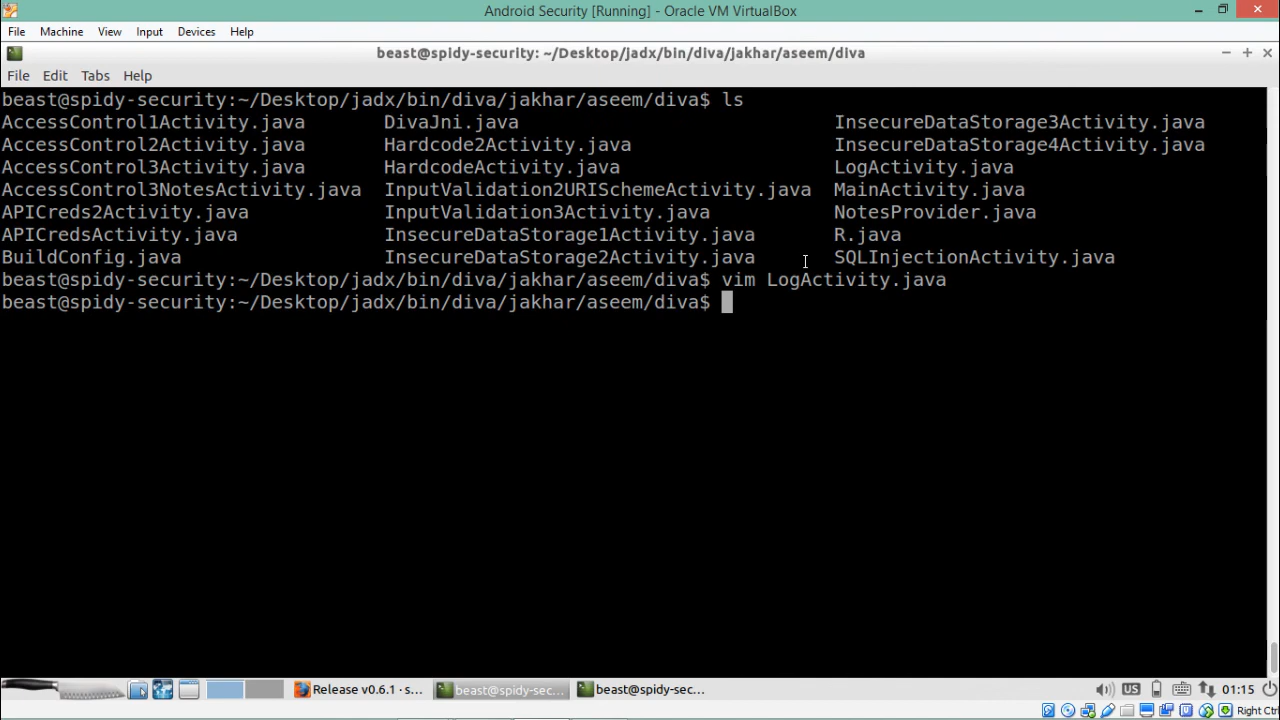 Android Security [Running] - Oracle VM VirtualBox
File Machine View Input Devices Help
beast@spidy-security: ~/Desktop/jadx/bin/diva/jakhar/aseem/diva
File Edit Tabs Help
beast@spidy-security:~/Desktop/jadx/bin/diva/jakhar/aseem/diva$ ls
AccessControl1Activity.java DivaJni.java InsecureDataStorage3Activity.java
AccessControl2Activity.java Hardcode2Activity.java InsecureDataStorage4Activity.java
AccessControl3Activity.java HardcodeActivity.java LogActivity.java
AccessControl3NotesActivity.java InputValidation2URISchemeActivity.java MainActivity.java
APICreds2Activity.java InputValidation3Activity.java NotesProvider.java
APICredsActivity.java InsecureDataStorage1Activity.java R.java
BuildConfig.java InsecureDataStorage2Activity.java SQLInjectionActivity.java
beast@spidy-security:~/Desktop/jadx/bin/diva/jakhar/aseem/diva$ vim LogActivity.java
beast@spidy-security:~/Desktop/jadx/bin/diva/jakhar/aseem/diva$
Release v0.6.1 · s... beast@spidy-sec... beast@spidy-sec... US 01:15
Right Ctrl